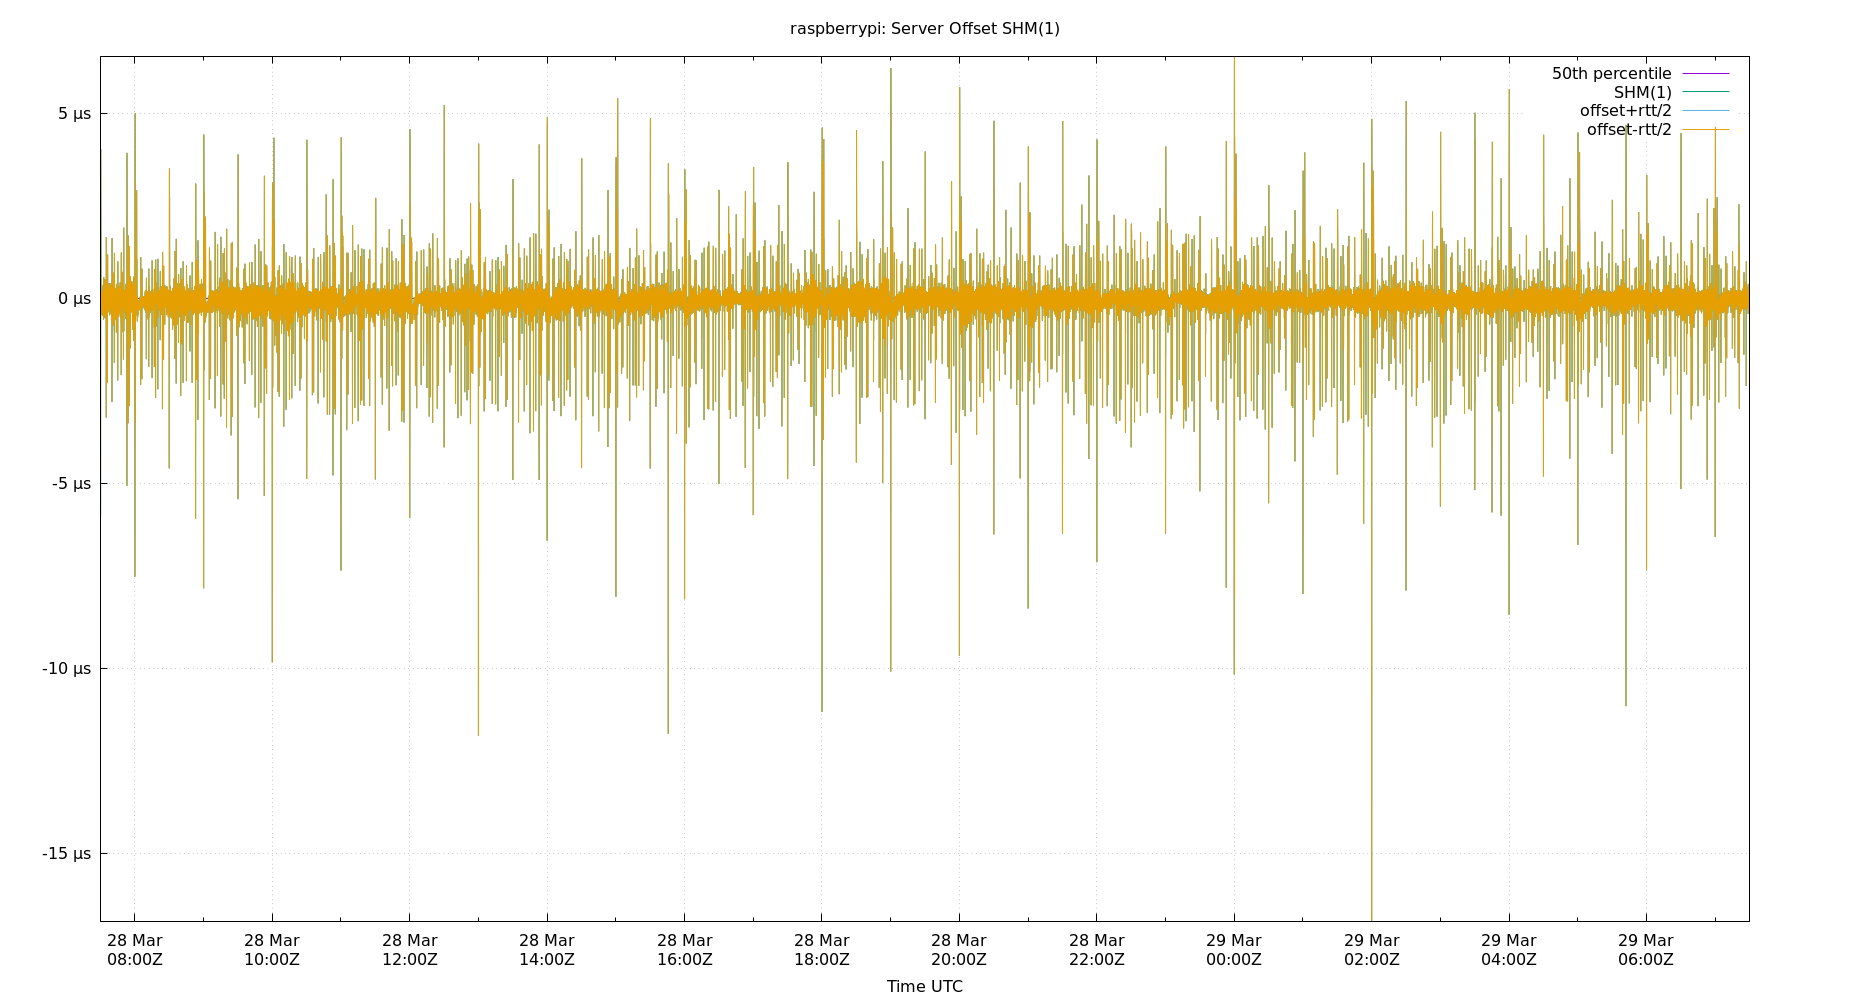 raspberrypi: Server Offset SHM(1)
50th percentile
SHM(1)
offset+rtt/2
offset-rtt/2
5 µs
0 µs
-5 µs
-10 µs
-15 µs
28 Mar 28 Mar 28 Mar 28 Mar 28 Mar 28 Mar 28 Mar 28 Mar 29 Mar 29 Mar 29 Mar 29 Mar
08:00Z 10:00Z 12:00Z 14:00Z 16:00Z 18:00Z 20:00Z 22:00Z 00:00Z 02:00Z 04:00Z 06:00Z
Time UTC